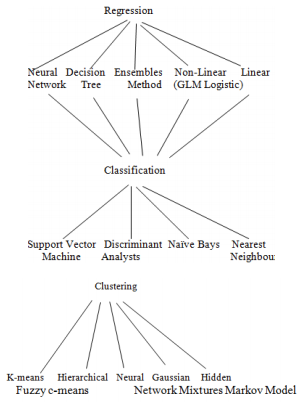 Regression
Neural Decision Ensembles Non-Linear Linear
Network Tree Method (GLM Logistic)
Classification
Support Vector Discriminant Naïve Bays Nearest
Machine Analysts Neighbou
Clustering
K-means Hierarchical Neural Gaussian Hidden
Fuzzy c-means Network Mixtures Markov Model